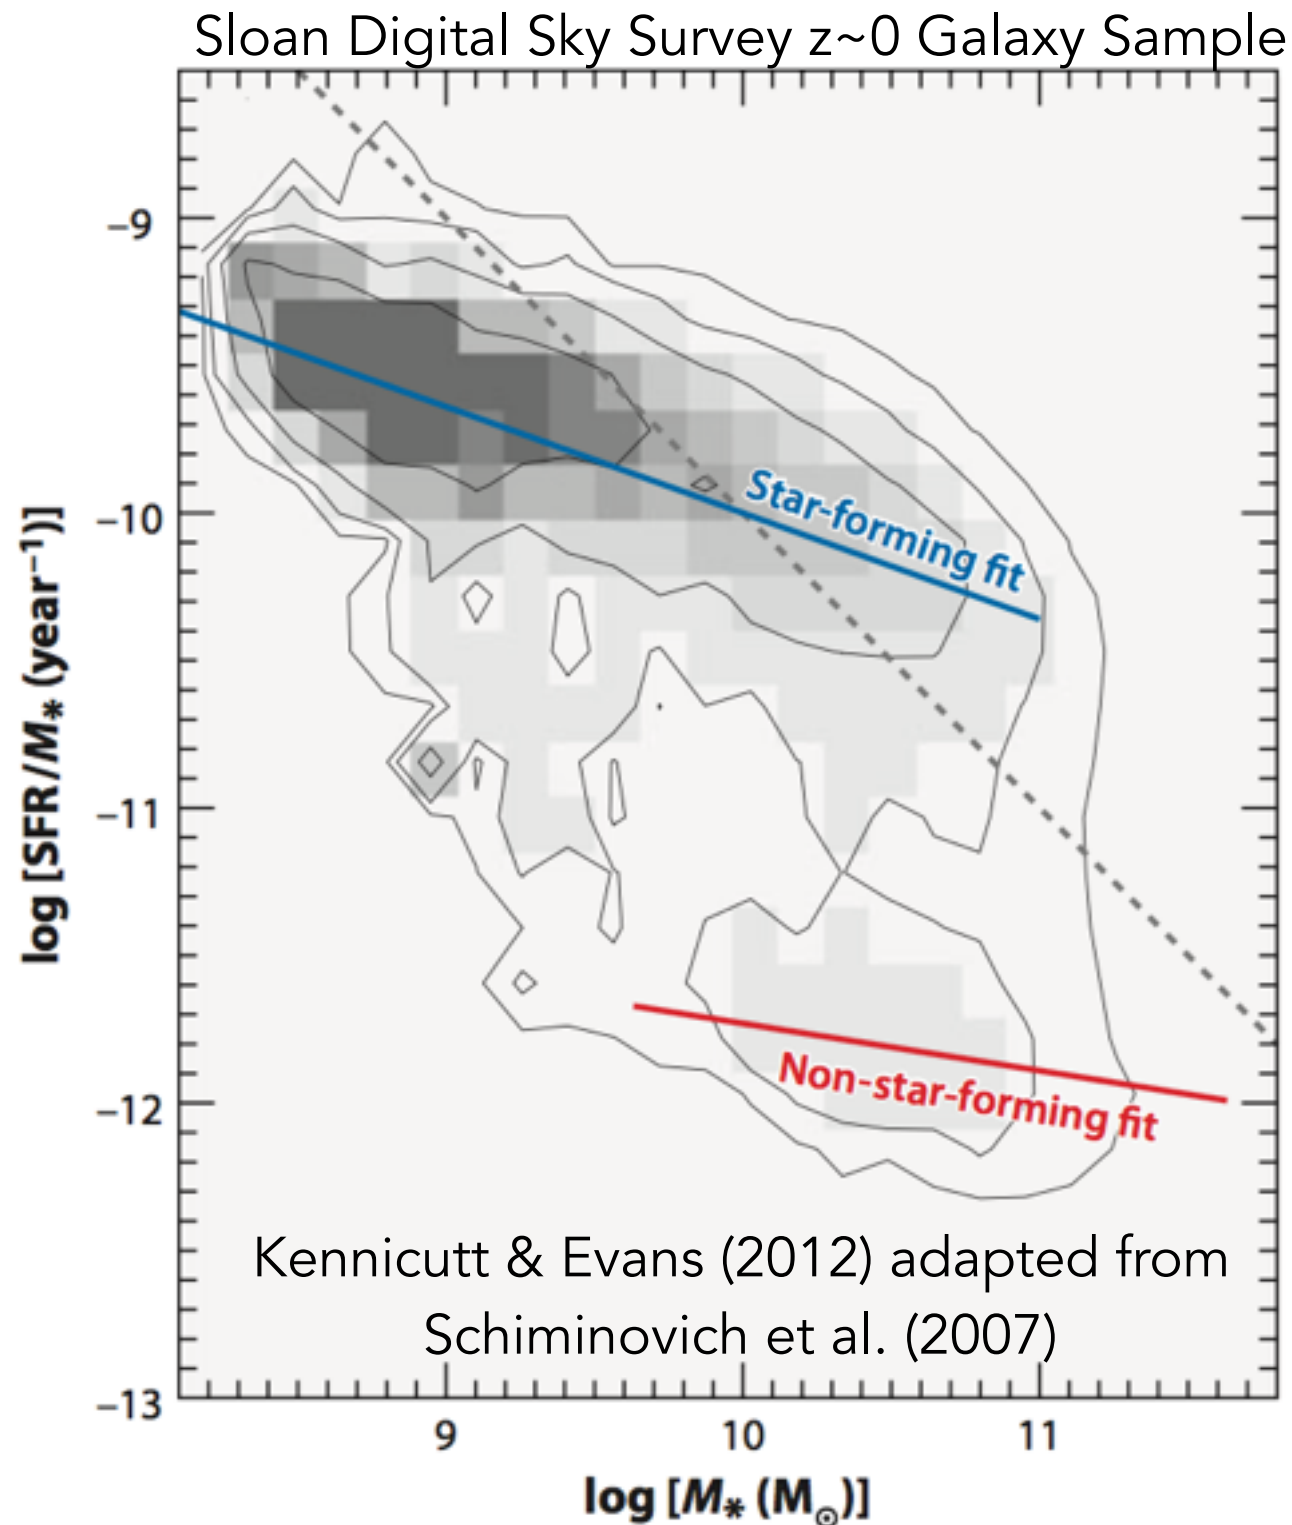 Sloan Digital Sky Survey z~0 Galaxy Sample
−9
−10
−11
−12
−13
log [SFR/M* (year⁻¹)]
Star-forming fit
Non-star-forming fit
Kennicutt & Evans (2012) adapted from
Schiminovich et al. (2007)
9
10
11
log [M* (M☉)]